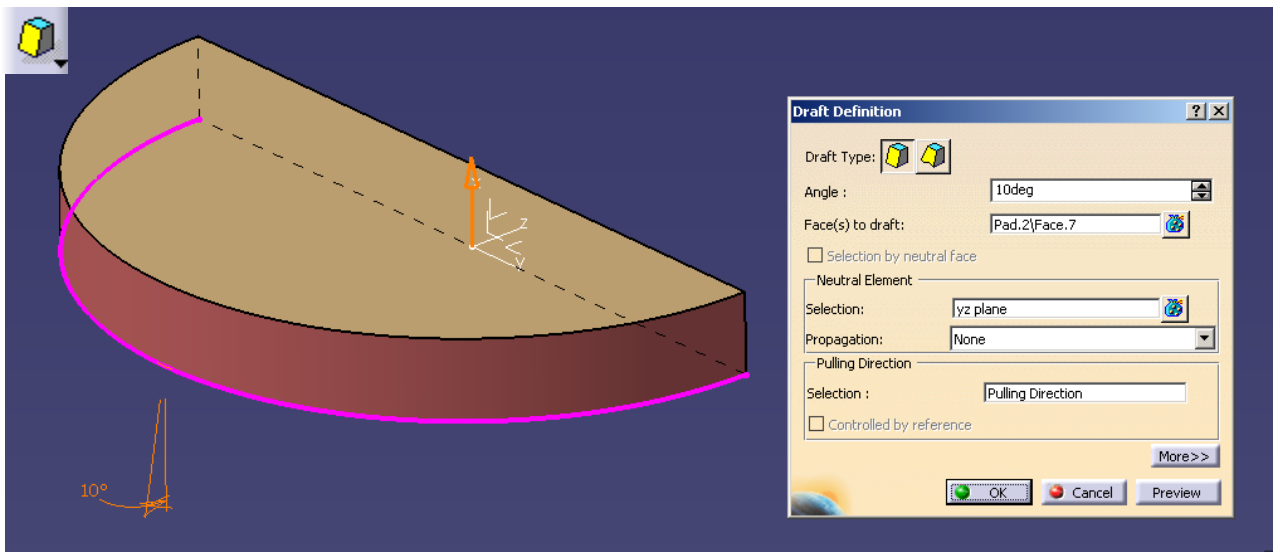 Draft Definition
Draft Type:
Angle :
10deg
Face(s) to draft:
Pad.2\Face.7
Selection by neutral face
Neutral Element
Selection:
yz plane
Propagation:
None
Pulling Direction
Selection :
Pulling Direction
Controlled by reference
More>>
OK Cancel Preview
z
y
10°